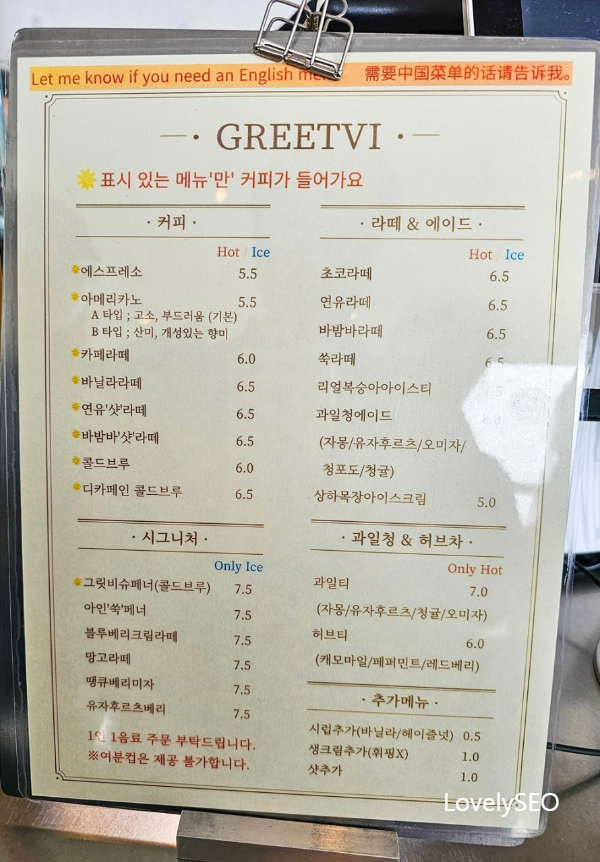 Let me know if you need an English
需要中国菜单的话请告诉我。
GREETVI
표시 있는 메뉴'만' 커피가 들어가요
· 커피 ·
Hot / Ice
에스프레소 5.5
아메리카노 5.5
A 타입 ; 고소, 부드러움 (기본)
B 타입 ; 산미, 개성있는 향미
카페라떼 6.0
바닐라라떼 6.5
연유'샷'라떼 6.5
바밤바'샷'라떼 6.5
콜드브루 6.0
디카페인 콜드브루 6.5
· 시그니처 ·
Only Ice
그릿비슈페너(콜드브루) 7.5
아인'쑥'페너 7.5
블루베리크림라떼 7.5
망고라떼 7.5
땡큐베리미자 7.5
유자후르츠베리 7.5
1인 1음료 주문 부탁드립니다.
※여분컵은 제공 불가합니다.
· 라떼 & 에이드 ·
Hot / Ice
초코라떼 6.5
연유라떼 6.5
바밤바라떼 6.5
쑥라떼 6.5
리얼복숭아아이스티
과일청에이드
(자몽/유자후르츠/오미자/
청포도/청귤)
상하목장아이스크림 5.0
· 과일청 & 허브차 ·
Only Hot
과일티 7.0
(자몽/유자후르츠/청귤/오미자)
허브티 6.0
(캐모마일/페퍼민트/레드베리)
· 추가메뉴 ·
시럽추가(바닐라/헤이즐넛) 0.5
생크림추가(휘핑X) 1.0
샷추가 1.0
LovelySEO